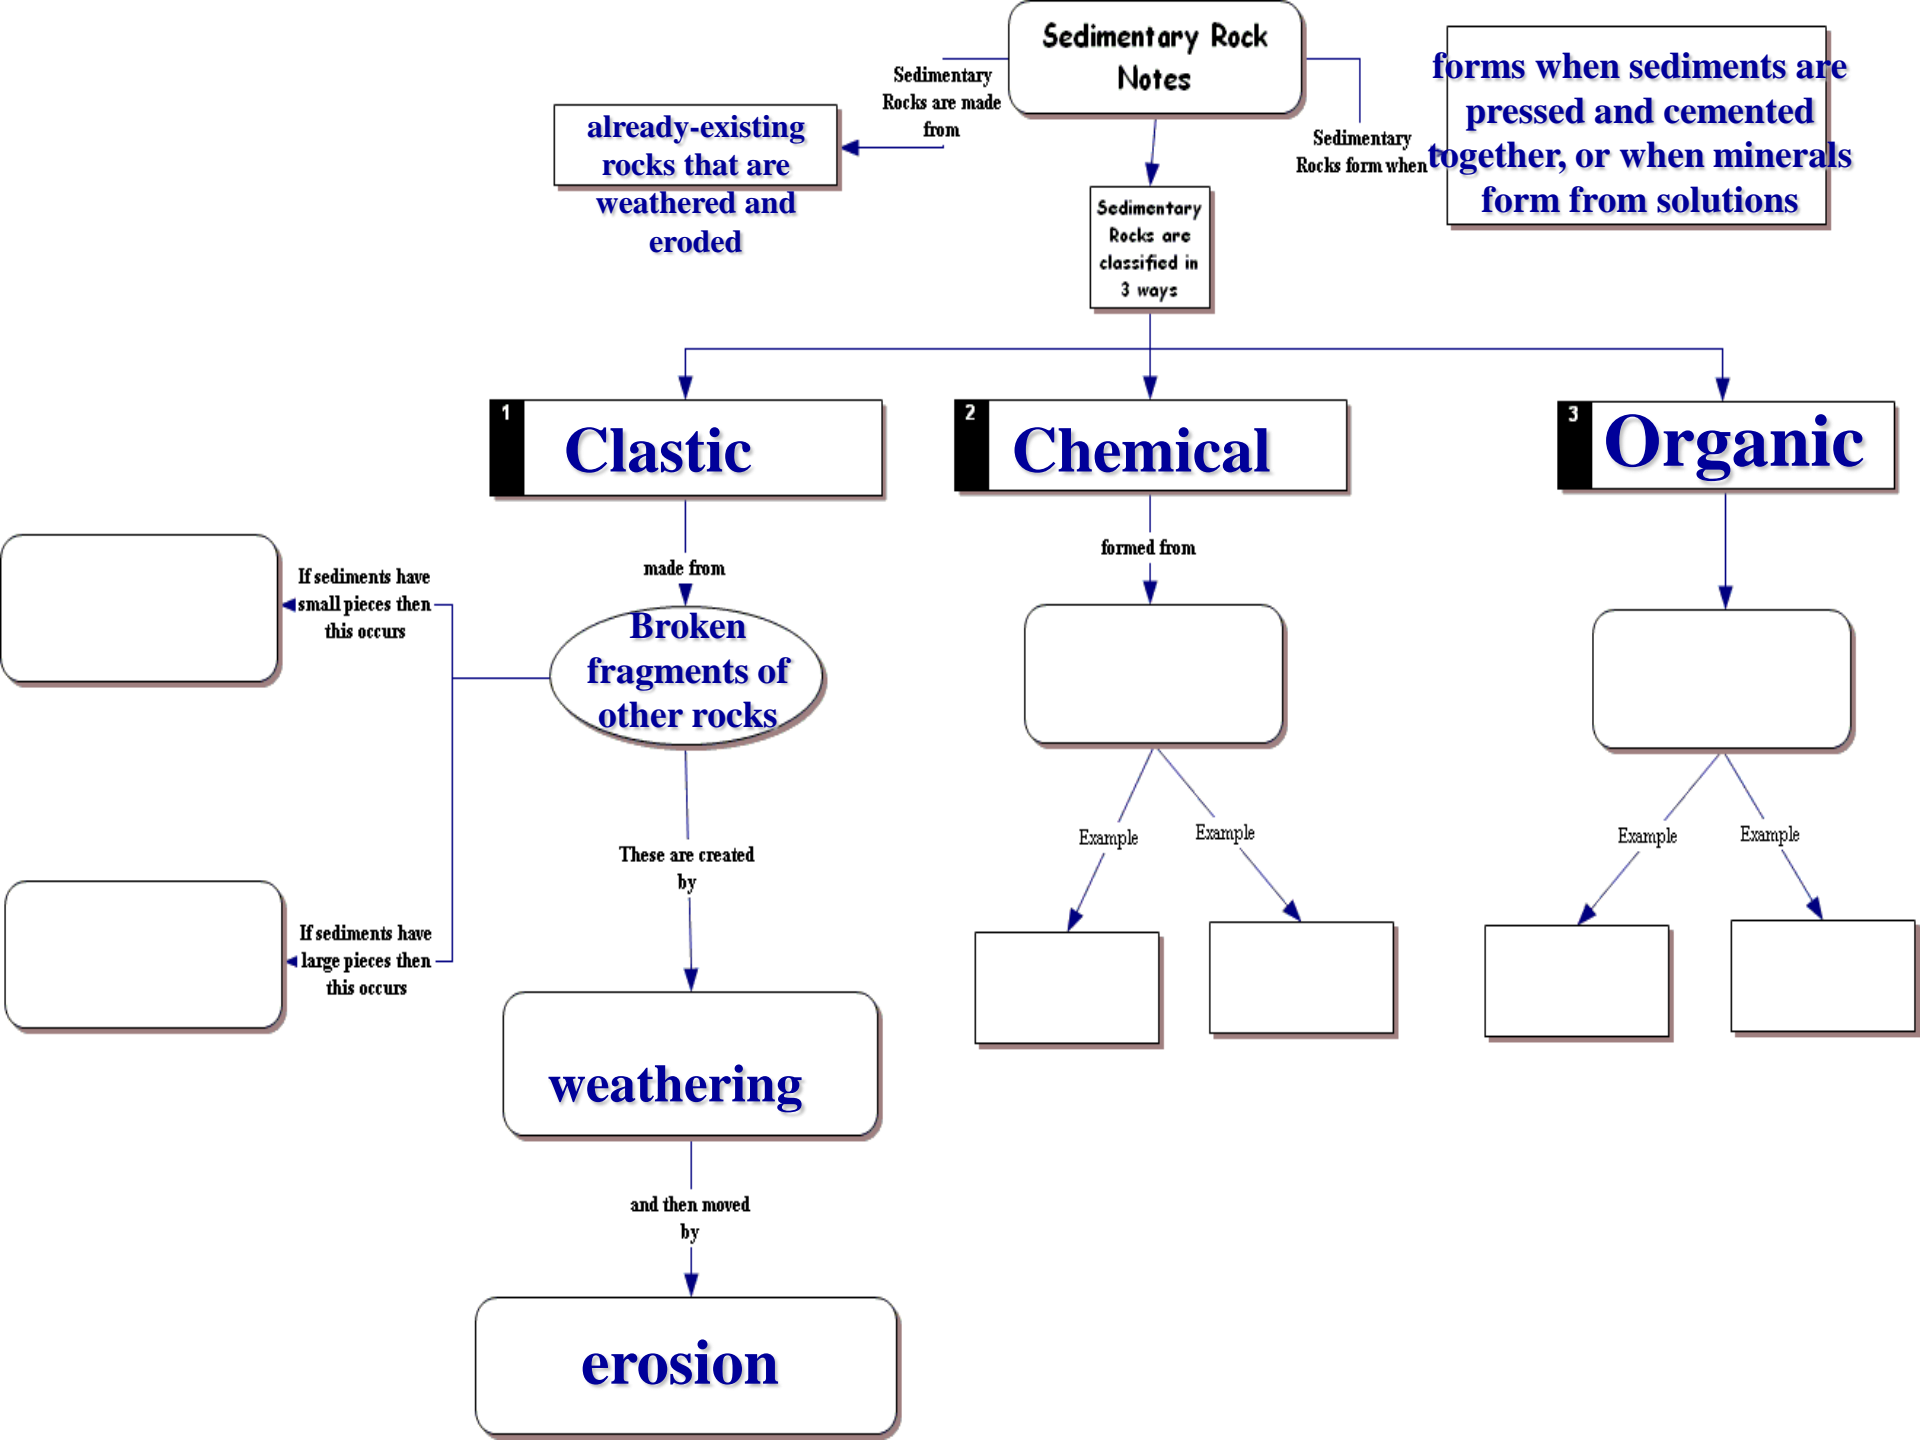 Sedimentary Rock
Notes
Sedimentary
Rocks are made
from
already-existing
rocks that are
weathered and
eroded
Sedimentary
Rocks form when
forms when sediments are
pressed and cemented
together, or when minerals
form from solutions
Sedimentary
Rocks are
classified in
3 ways
1
Clastic
2
Chemical
3
Organic
made from
Broken
fragments of
other rocks
If sediments have
small pieces then
this occurs
If sediments have
large pieces then
this occurs
These are created
by
weathering
and then moved
by
erosion
formed from
Example
Example
Example
Example